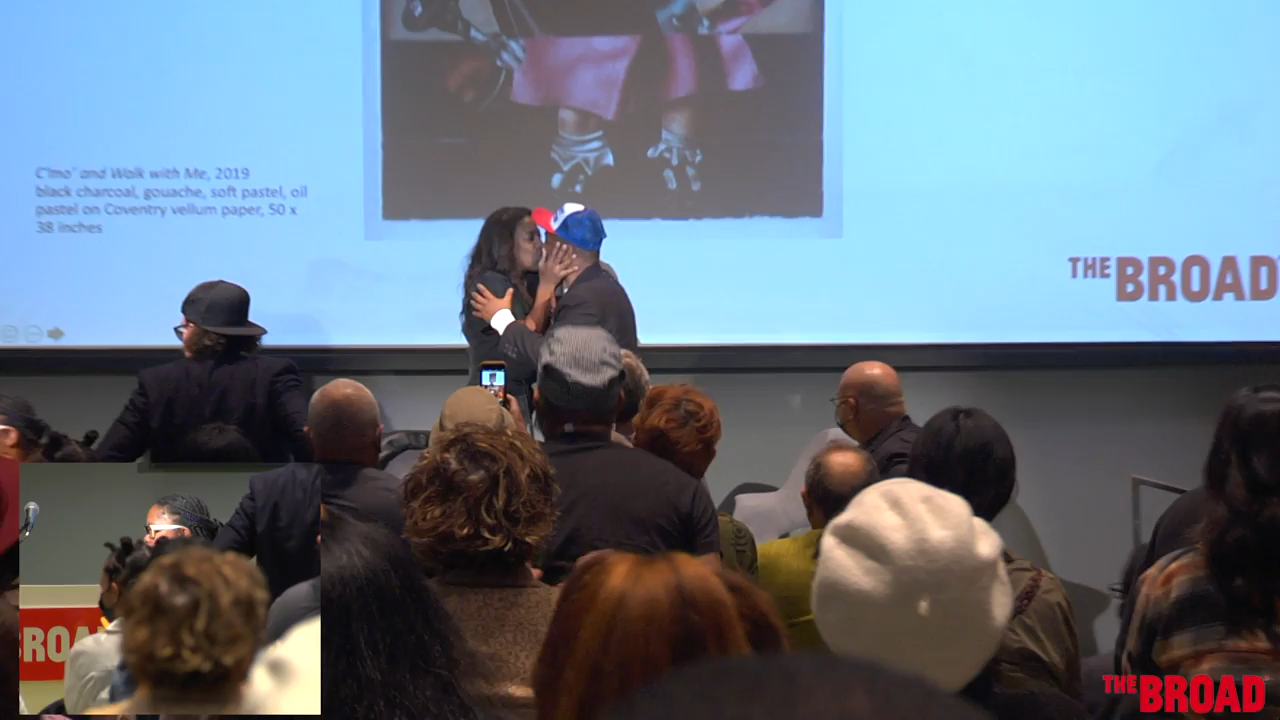 C'mo' and Walk with Me, 2019
black charcoal, gouache, soft pastel, oil
pastel on Coventry vellum paper, 50 x
38 inches
THE BROAD
BROA
THE BROAD